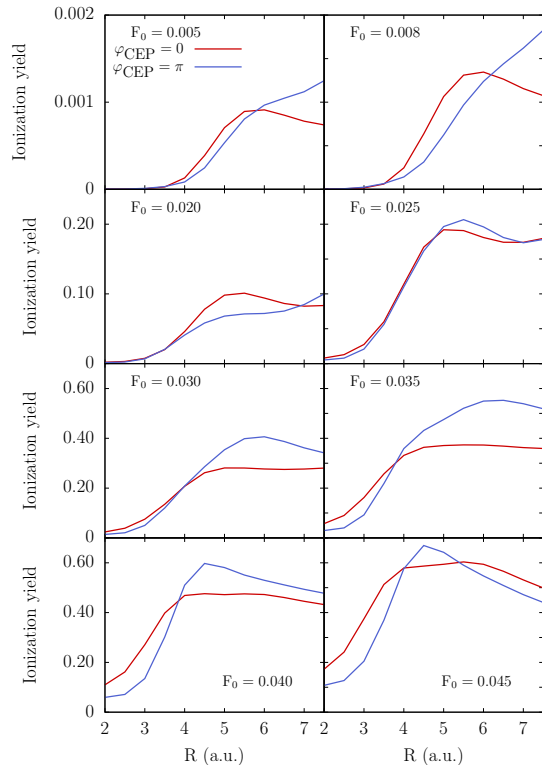 0.002
F₀ = 0.005
F₀ = 0.008
φCEP = 0
φCEP = π
0.001
Ionization yield
0
F₀ = 0.020
F₀ = 0.025
0.20
0.10
Ionization yield
0
F₀ = 0.030
F₀ = 0.035
0.60
0.40
0.20
Ionization yield
0
0.60
0.40
0.20
Ionization yield
F₀ = 0.040
F₀ = 0.045
0
2 3 4 5 6 7 2 3 4 5 6 7
R (a.u.) R (a.u.)